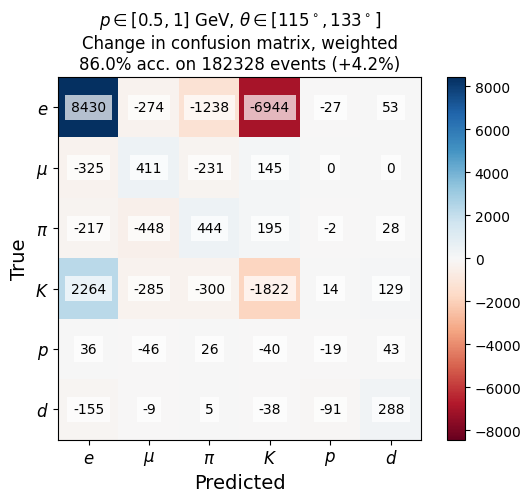 p ∈ [0.5, 1] GeV, θ ∈ [115°, 133°]
Change in confusion matrix, weighted
86.0% acc. on 182328 events (+4.2%)
e 8430 -274 -1238 -6944 -27 53
μ -325 411 -231 145 0 0
π -217 -448 444 195 -2 28
K 2264 -285 -300 -1822 14 129
p 36 -46 26 -40 -19 43
d -155 -9 5 -38 -91 288
e μ π K p d
Predicted
True
8000
6000
4000
2000
0
−2000
−4000
−6000
−8000